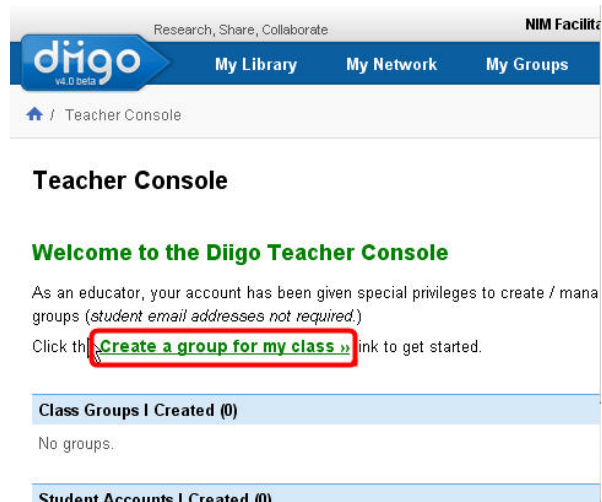 Research, Share, Collaborate NIM Facilita
diigo
v4.0 beta
My Library My Network My Groups
/ Teacher Console
Teacher Console
Welcome to the Diigo Teacher Console
As an educator, your account has been given special privileges to create / mana
groups (student email addresses not required.)
Click th Create a group for my class » ink to get started.
Class Groups I Created (0)
No groups.
Student Accounts I Created (0)